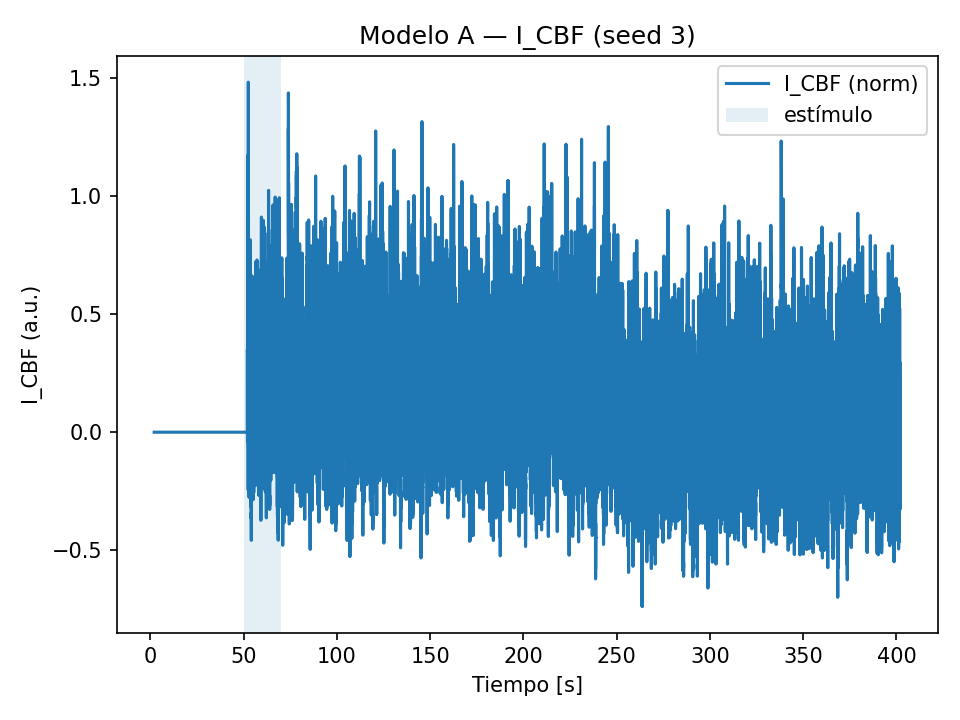 Modelo A — I_CBF (seed 3)
I_CBF (norm)
estímulo
1.5
1.0
0.5
0.0
−0.5
I_CBF (a.u.)
0
50
100
150
200
250
300
350
400
Tiempo [s]